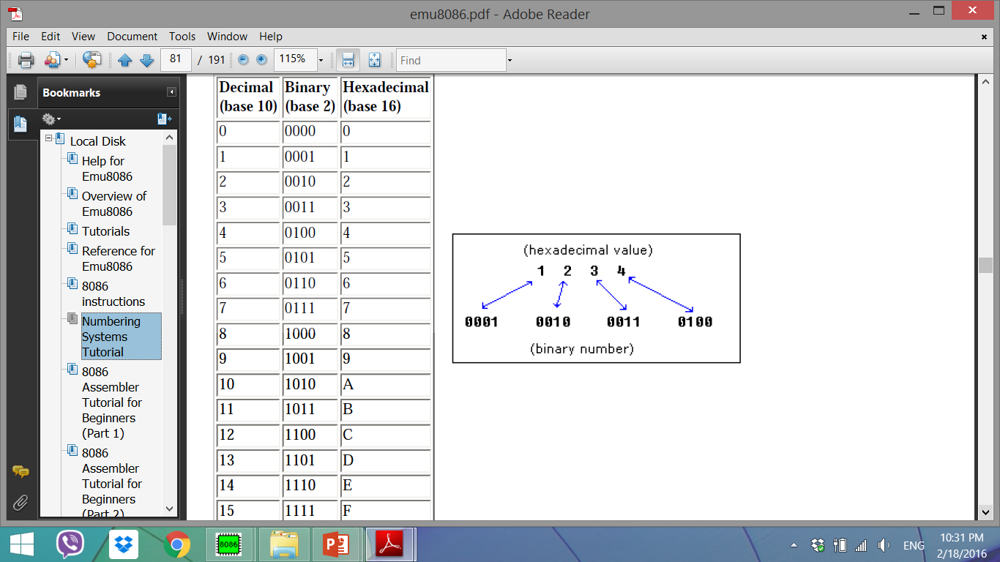 emu8086.pdf - Adobe Reader
File Edit View Document Tools Window Help
81 / 191 115% Find
Bookmarks
Local Disk
Help for
Emu8086
Overview of
Emu8086
Tutorials
Reference for
Emu8086
8086
instructions
Numbering
Systems
Tutorial
8086
Assembler
Tutorial for
Beginners
(Part 1)
8086
Assembler
Tutorial for
Beginners
(Part 2)
Decimal Binary Hexadecimal
(base 10) (base 2) (base 16)
0 0000 0
1 0001 1
2 0010 2
3 0011 3
4 0100 4
5 0101 5
6 0110 6
7 0111 7
8 1000 8
9 1001 9
10 1010 A
11 1011 B
12 1100 C
13 1101 D
14 1110 E
15 1111 F
(hexadecimal value)
1 2 3 4
0001 0010 0011 0100
(binary number)
8086
ENG
10:31 PM
2/18/2016